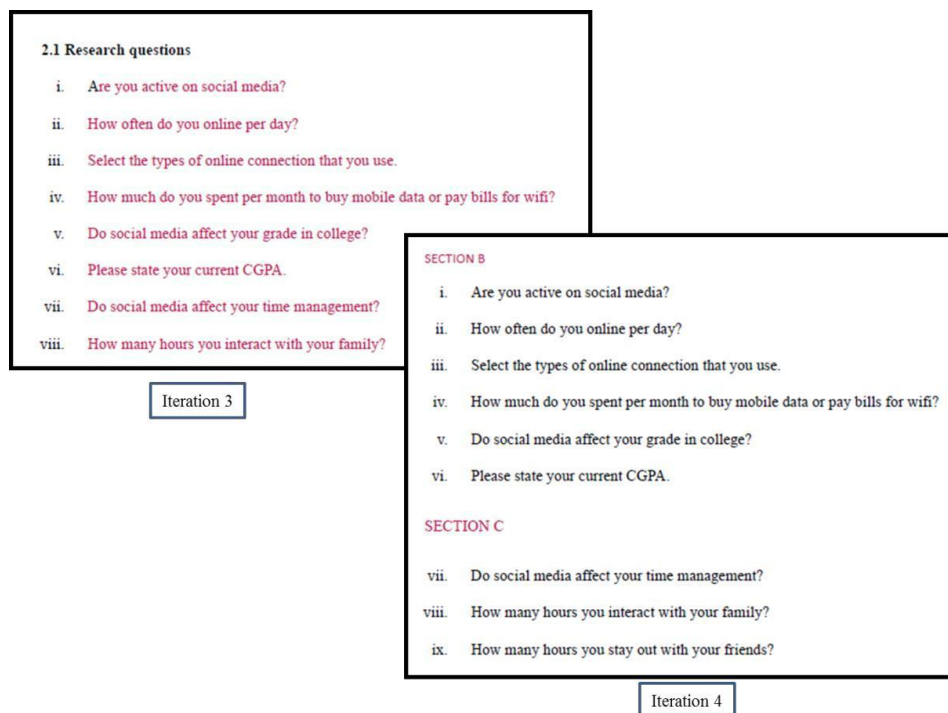 2.1 Research questions
i. Are you active on social media?
ii. How often do you online per day?
iii. Select the types of online connection that you use.
iv. How much do you spent per month to buy mobile data or pay bills for wifi?
v. Do social media affect your grade in college?
vi. Please state your current CGPA.
vii. Do social media affect your time management?
viii. How many hours you interact with your family?
Iteration 3
SECTION B
i. Are you active on social media?
ii. How often do you online per day?
iii. Select the types of online connection that you use.
iv. How much do you spent per month to buy mobile data or pay bills for wifi?
v. Do social media affect your grade in college?
vi. Please state your current CGPA.
SECTION C
vii. Do social media affect your time management?
viii. How many hours you interact with your family?
ix. How many hours you stay out with your friends?
Iteration 4